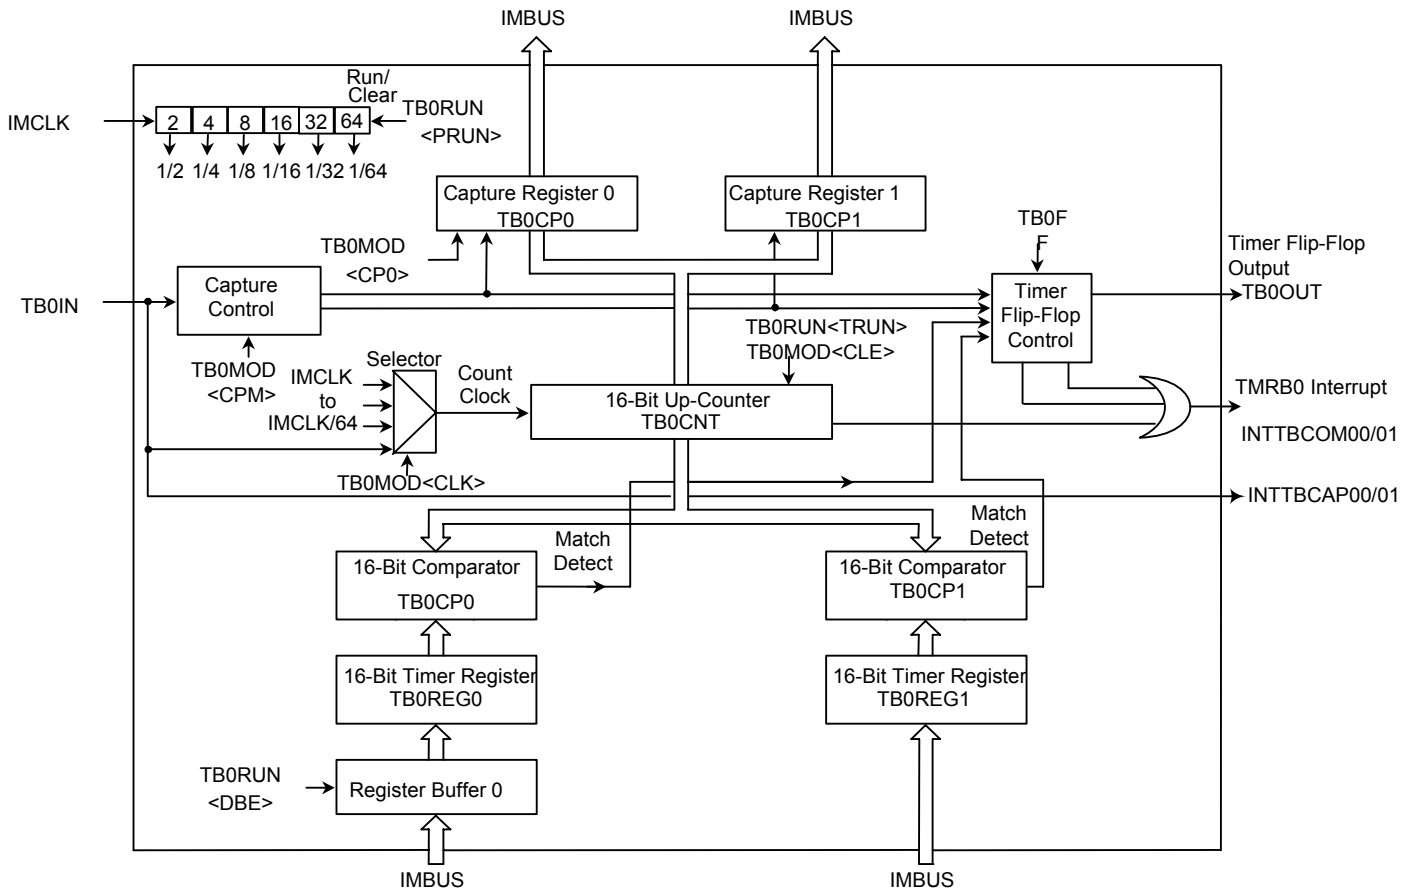 IMBUS
IMBUS
Run/
Clear
IMCLK
2 4 8 16 32 64
TB0RUN
<PRUN>
1/2 1/4 1/8 1/16 1/32 1/64
Capture Register 0
TB0CP0
Capture Register 1
TB0CP1
TB0MOD
<CP0>
TB0F
F
Timer Flip-Flop
Output
TB0OUT
TB0IN
Capture
Control
Timer
Flip-Flop
Control
TB0RUN<TRUN>
TB0MOD<CLE>
TB0MOD
<CPM>
Selector
IMCLK
to
IMCLK/64
Count
Clock
16-Bit Up-Counter
TB0CNT
TMRB0 Interrupt
INTTBCOM00/01
TB0MOD<CLK>
INTTBCAP00/01
Match
Detect
Match
Detect
16-Bit Comparator
TB0CP0
16-Bit Comparator
TB0CP1
16-Bit Timer Register
TB0REG0
16-Bit Timer Register
TB0REG1
TB0RUN
<DBE>
Register Buffer 0
IMBUS
IMBUS